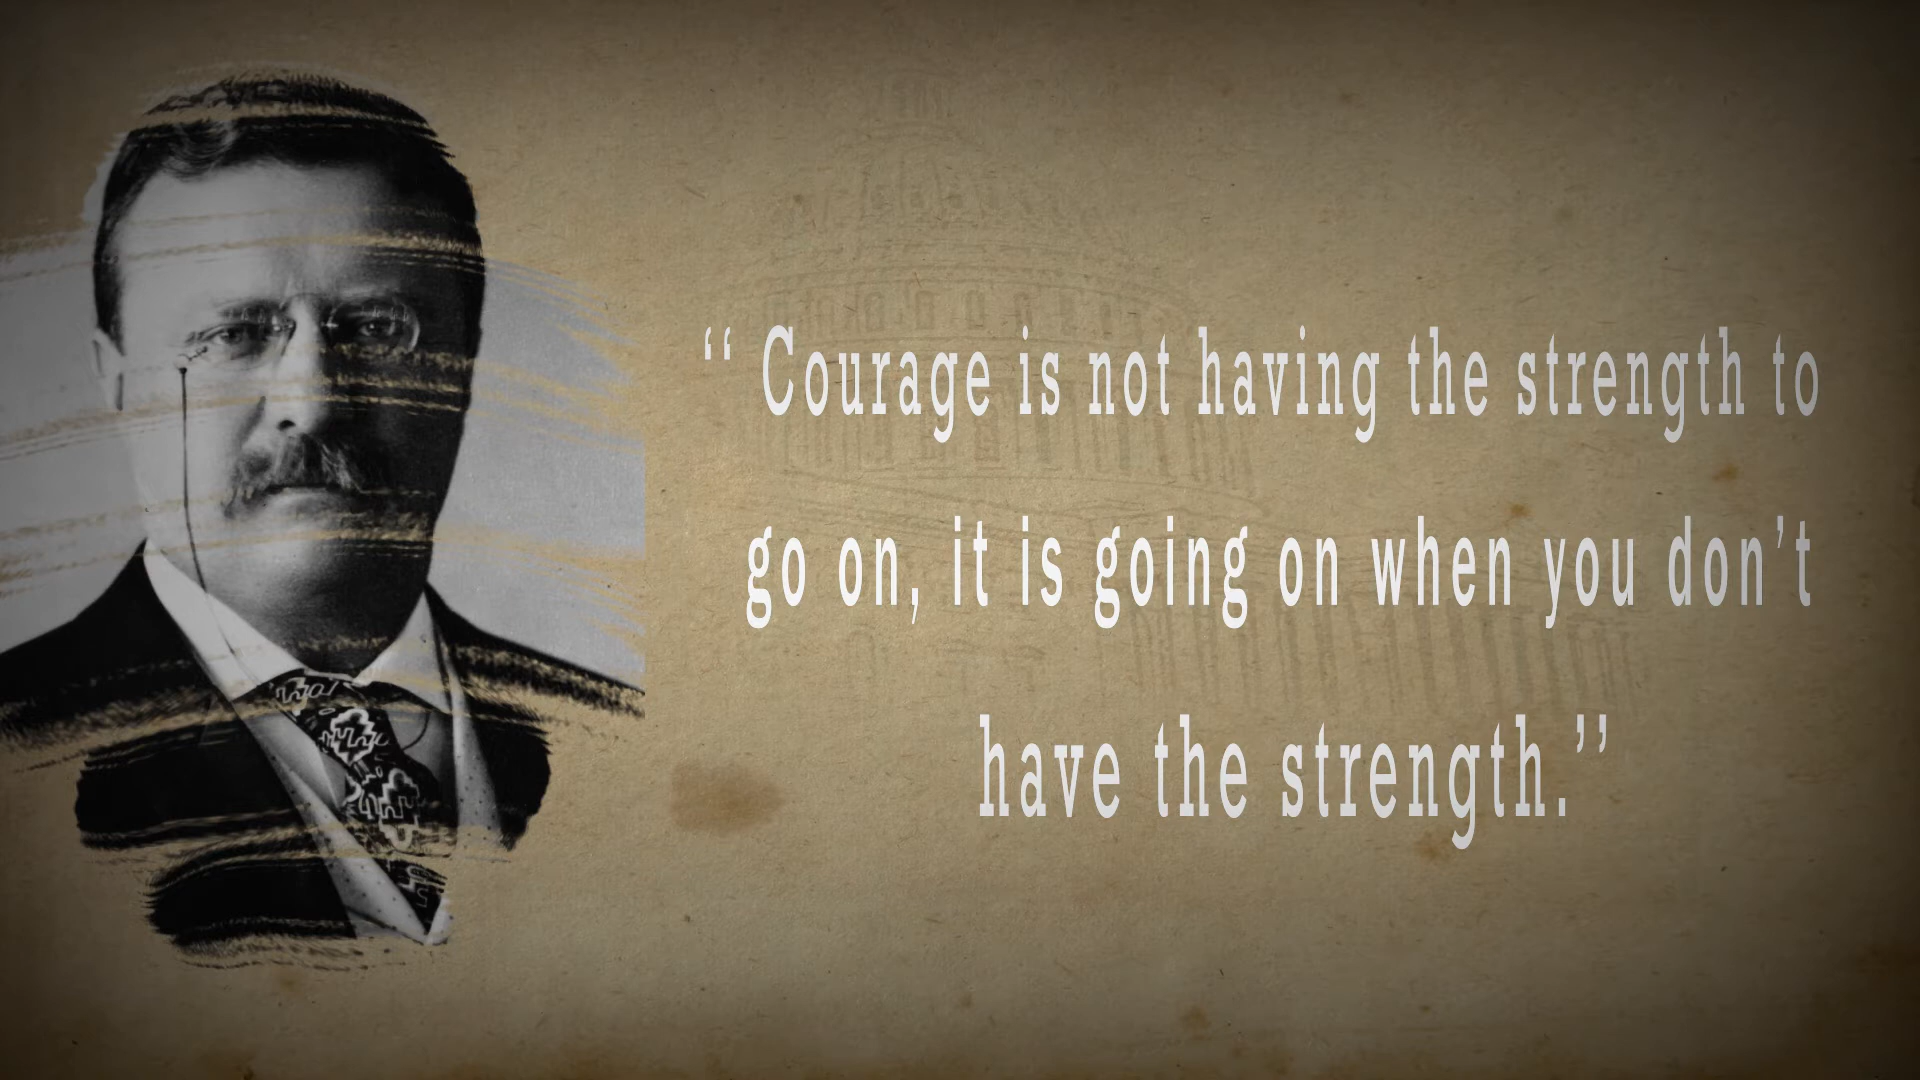 “ Courage is not having the strength to
go on, it is going on when you don’t
have the strength.”